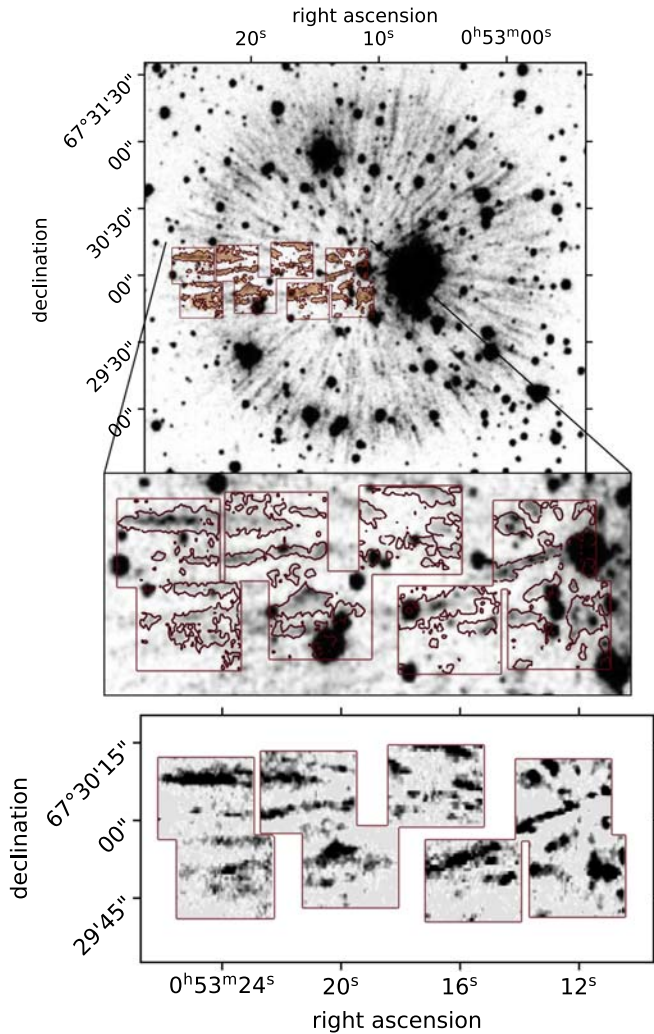 right ascension
20ˢ 10ˢ 0ʰ53ᵐ00ˢ
67°31'30"
00"
30'30"
00"
29'30"
00"
declination
67°30'15"
00"
29'45"
declination
0ʰ53ᵐ24ˢ 20ˢ 16ˢ 12ˢ
right ascension